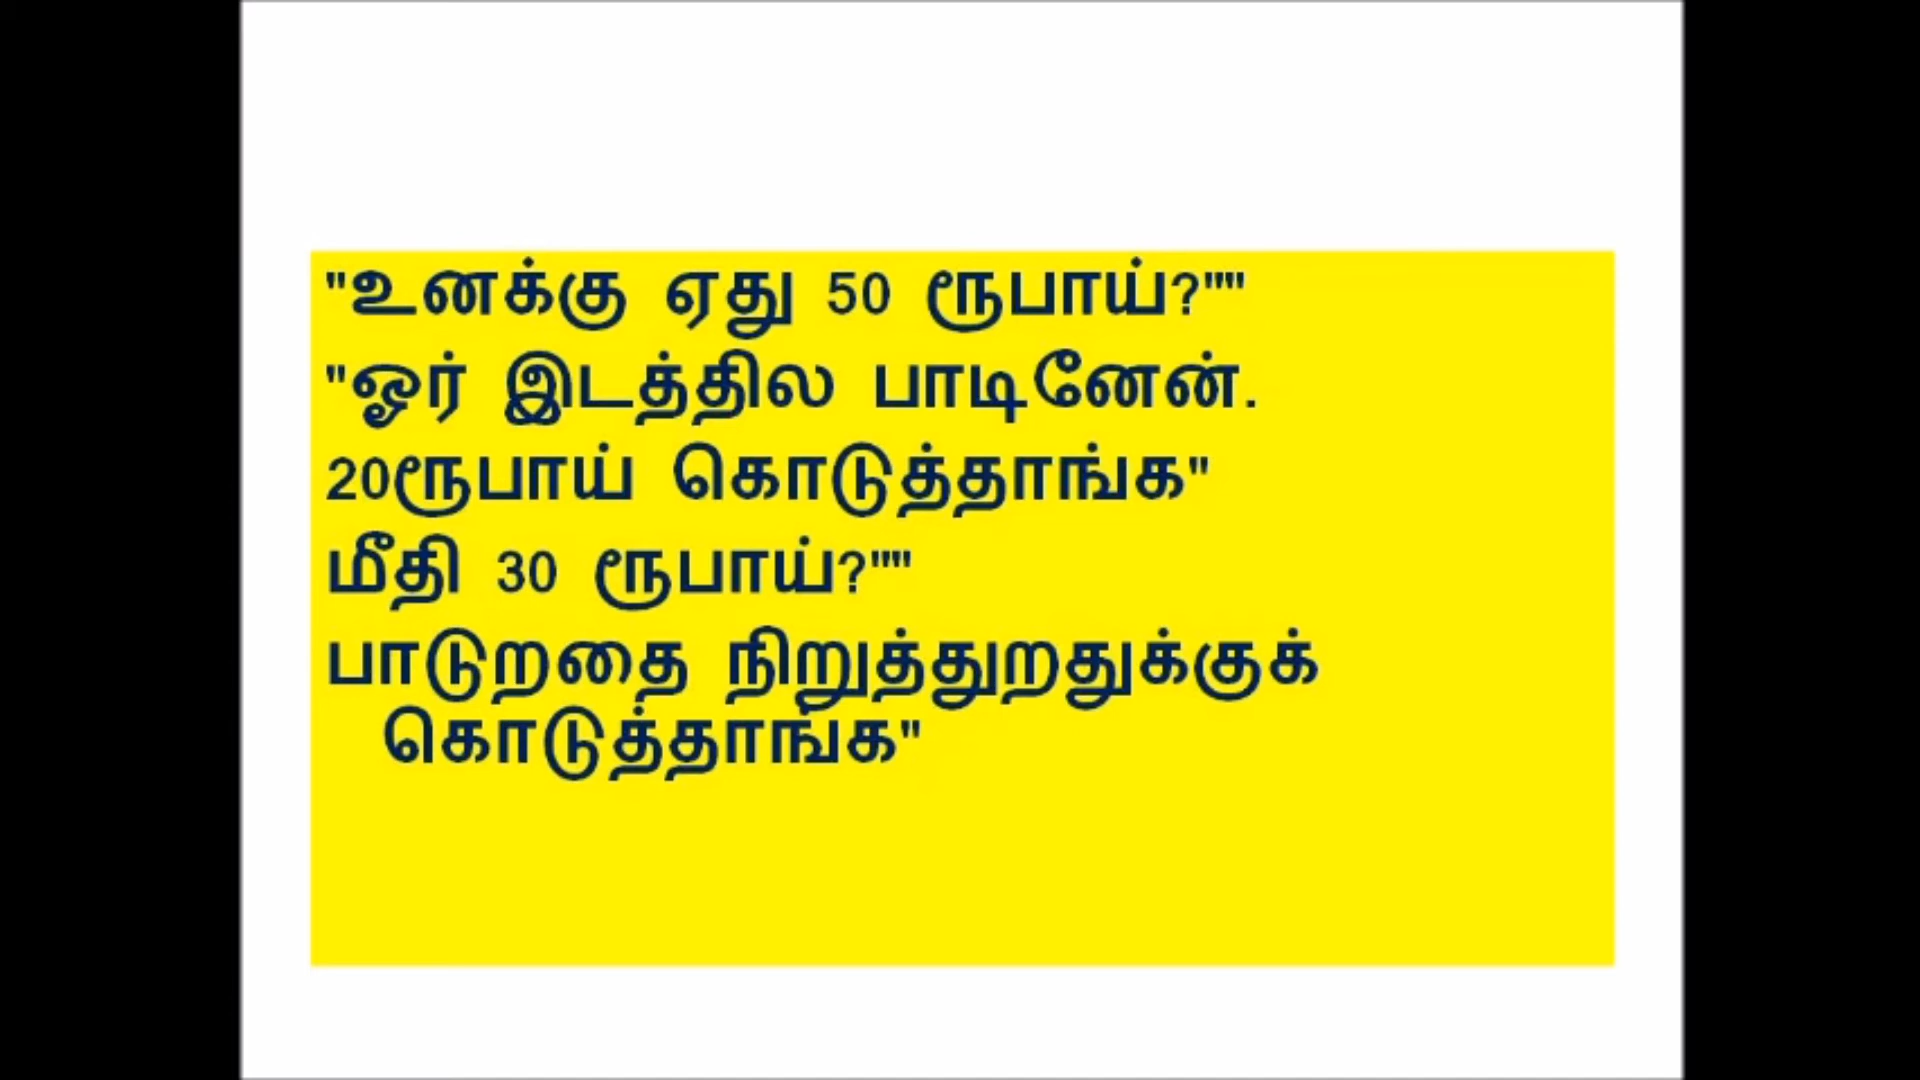 "உனக்கு ஏது 50 ரூபாய்?""
"ஓர் இடத்தில பாடினேன்.
20ரூபாய் கொடுத்தாங்க"
மீதி 30 ரூபாய்?""
பாடுறதை நிறுத்துறதுக்குக்
கொடுத்தாங்க"